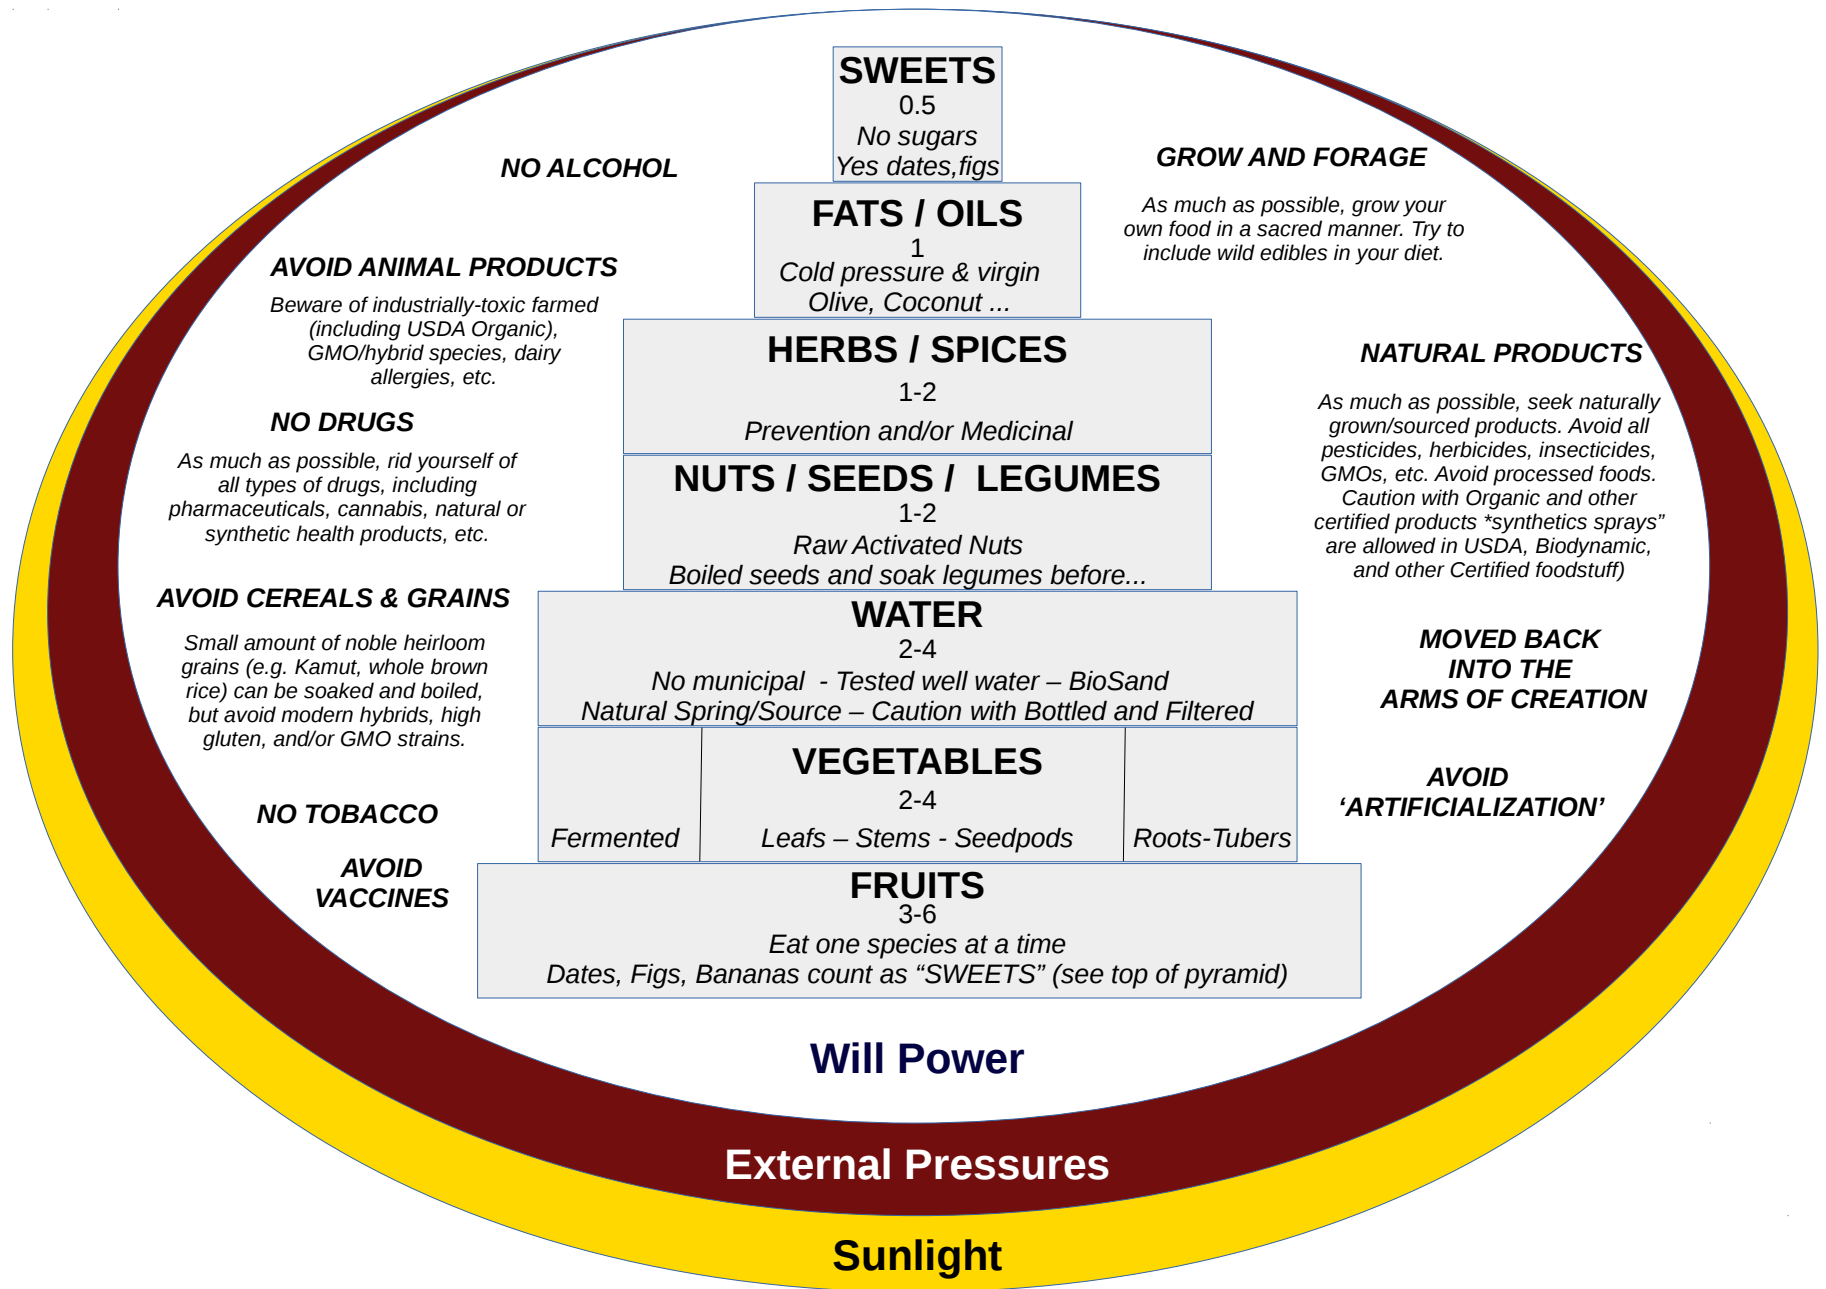 SWEETS
0.5
No sugars
Yes dates,figs
FATS / OILS
1
Cold pressure & virgin
Olive, Coconut ...
HERBS / SPICES
1-2
Prevention and/or Medicinal
NUTS / SEEDS / LEGUMES
1-2
Raw Activated Nuts
Boiled seeds and soak legumes before...
WATER
2-4
No municipal - Tested well water – BioSand
Natural Spring/Source – Caution with Bottled and Filtered
VEGETABLES
2-4
Fermented
Leafs – Stems - Seedpods
Roots-Tubers
FRUITS
3-6
Eat one species at a time
Dates, Figs, Bananas count as “SWEETS” (see top of pyramid)
NO ALCOHOL
AVOID ANIMAL PRODUCTS
Beware of industrially-toxic farmed
(including USDA Organic),
GMO/hybrid species, dairy
allergies, etc.
NO DRUGS
As much as possible, rid yourself of
all types of drugs, including
pharmaceuticals, cannabis, natural or
synthetic health products, etc.
AVOID CEREALS & GRAINS
Small amount of noble heirloom
grains (e.g. Kamut, whole brown
rice) can be soaked and boiled,
but avoid modern hybrids, high
gluten, and/or GMO strains.
NO TOBACCO
AVOID
VACCINES
GROW AND FORAGE
As much as possible, grow your
own food in a sacred manner. Try to
include wild edibles in your diet.
NATURAL PRODUCTS
As much as possible, seek naturally
grown/sourced products. Avoid all
pesticides, herbicides, insecticides,
GMOs, etc. Avoid processed foods.
Caution with Organic and other
certified products *synthetics sprays”
are allowed in USDA, Biodynamic,
and other Certified foodstuff)
MOVED BACK
INTO THE
ARMS OF CREATION
AVOID
‘ARTIFICIALIZATION’
Will Power
External Pressures
Sunlight